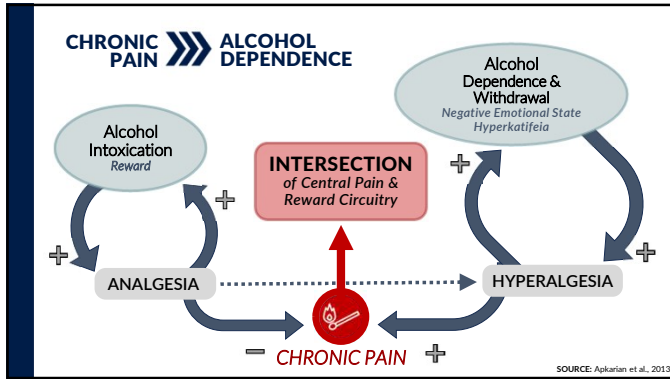 CHRONIC PAIN
ALCOHOL DEPENDENCE
Alcohol
Intoxication
Reward
Alcohol
Dependence &
Withdrawal
Negative Emotional State
Hyperkatifeia
INTERSECTION
of Central Pain &
Reward Circuitry
+
+
+
+
ANALGESIA
HYPERALGESIA
−
CHRONIC PAIN
+
SOURCE: Apkarian et al., 2013